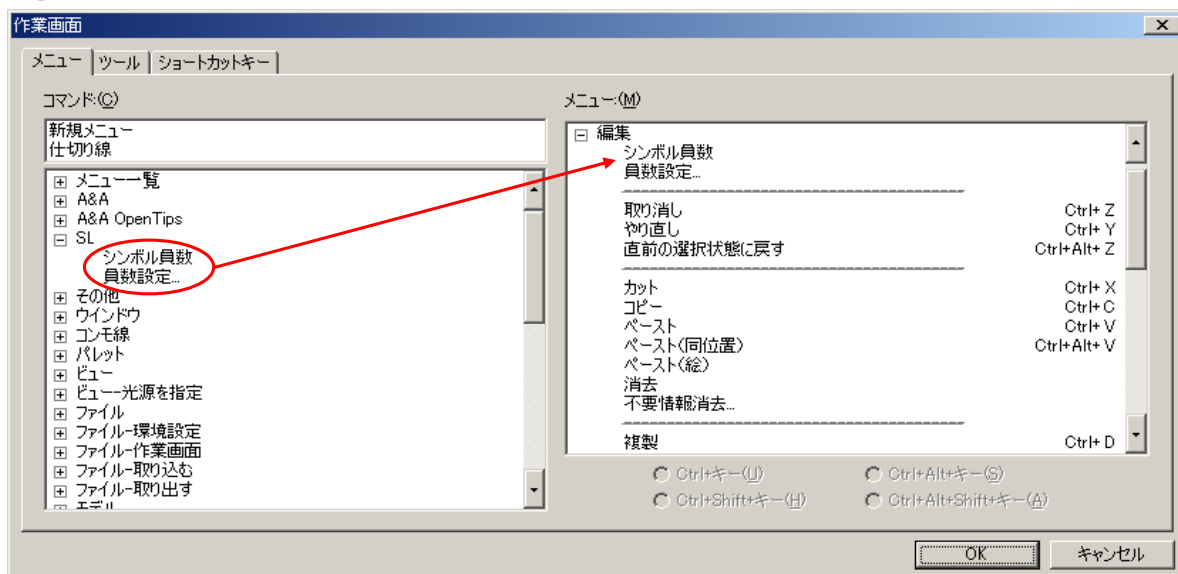 作業画面
メニュー ツール ショートカットキー
コマンド:(C)
新規メニュー
仕切り線
メニュー一覧
A&A
A&A OpenTips
SL
シンボル員数
員数設定...
その他
ウインドウ
コンモ線
パレット
ビュー
ビュー-光源を指定
ファイル
ファイル-環境設定
ファイル-作業画面
ファイル-取り込む
ファイル-取り出す
モデル
メニュー:(M)
編集
シンボル員数
員数設定...
取り消し Ctrl+ Z
やり直し Ctrl+ Y
直前の選択状態に戻す Ctrl+Alt+ Z
カット Ctrl+ X
コピー Ctrl+ C
ペースト Ctrl+ V
ペースト(同位置) Ctrl+Alt+ V
ペースト(絵)
消去
不要情報消去...
複製 Ctrl+ D
Ctrl+キー(U) Ctrl+Alt+キー(S)
Ctrl+Shift+キー(H) Ctrl+Alt+Shift+キー(A)
OK キャンセル